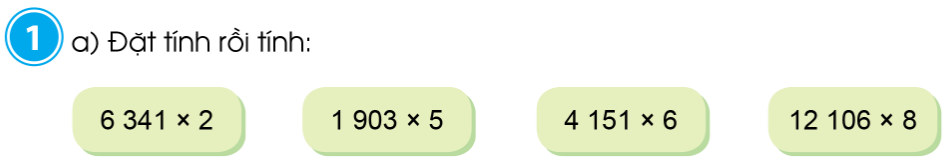 1 a) Đặt tính rồi tính:
6 341 × 2 1 903 × 5 4 151 × 6 12 106 × 8